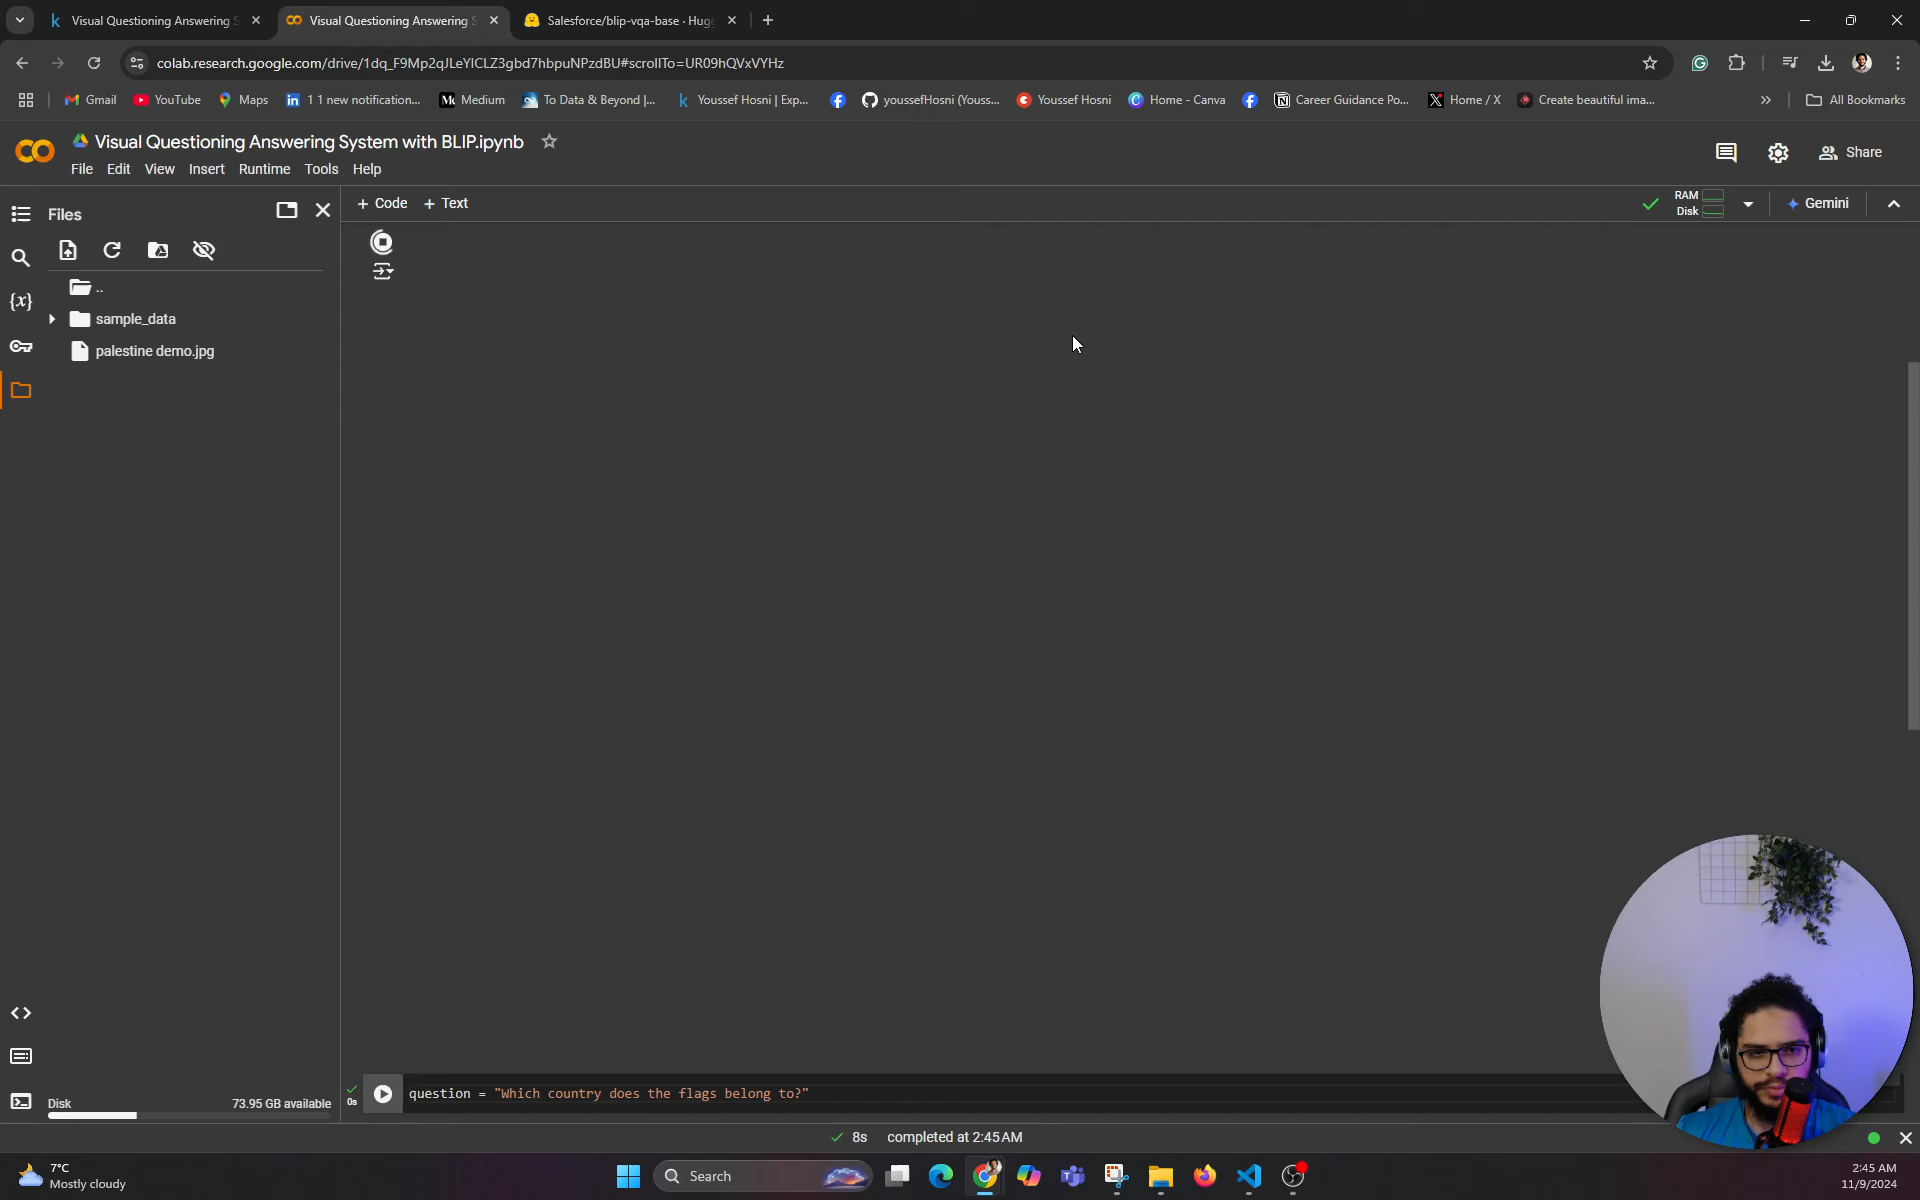 Visual Questioning Answering S
Visual Questioning Answering S
Salesforce/blip-vqa-base · Hugg
colab.research.google.com/drive/1dq_F9Mp2qJLeYlCLZ3gbd7hbpuNPzdBU#scrollTo=UR09hQVxVYHz
Gmail
YouTube
Maps
1 1 new notification...
Medium
To Data & Beyond |...
Youssef Hosni | Exp...
youssefHosni (Youss...
Youssef Hosni
Home - Canva
Career Guidance Po...
Home / X
Create beautiful ima...
All Bookmarks
Visual Questioning Answering System with BLIP.ipynb
File Edit View Insert Runtime Tools Help
Share
Files
+ Code + Text
RAM
Disk
Gemini
..
sample_data
palestine demo.jpg
{x}
Disk
73.95 GB available
0s
question = "Which country does the flags belong to?"
8s completed at 2:45 AM
7°C
Mostly cloudy
Search
2:45 AM
11/9/2024